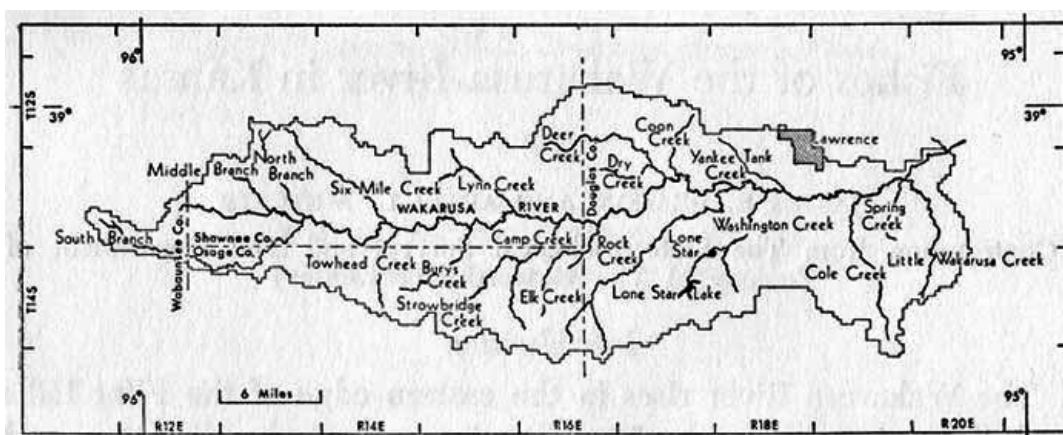 96°
95°
T12S
39°
39°
Deer Creek
Coon Creek
Lawrence
Middle Branch
North Branch
Dry Creek
Yankee Tank Creek
Six Mile Creek
Lynn Creek
Douglas Co.
WAKARUSA RIVER
Spring Creek
Washington Creek
South Branch
Wabaunsee Co.
Shawnee Co.
Osage Co.
Camp Creek
Rock Creek
Lone Star
Towhead Creek
Burys Creek
Cole Creek
Little Wakarusa Creek
Elk Creek
Lone Star Lake
Strowbridge Creek
T14S
6 Miles
96°
95°
R12E
R14E
R16E
R18E
R20E